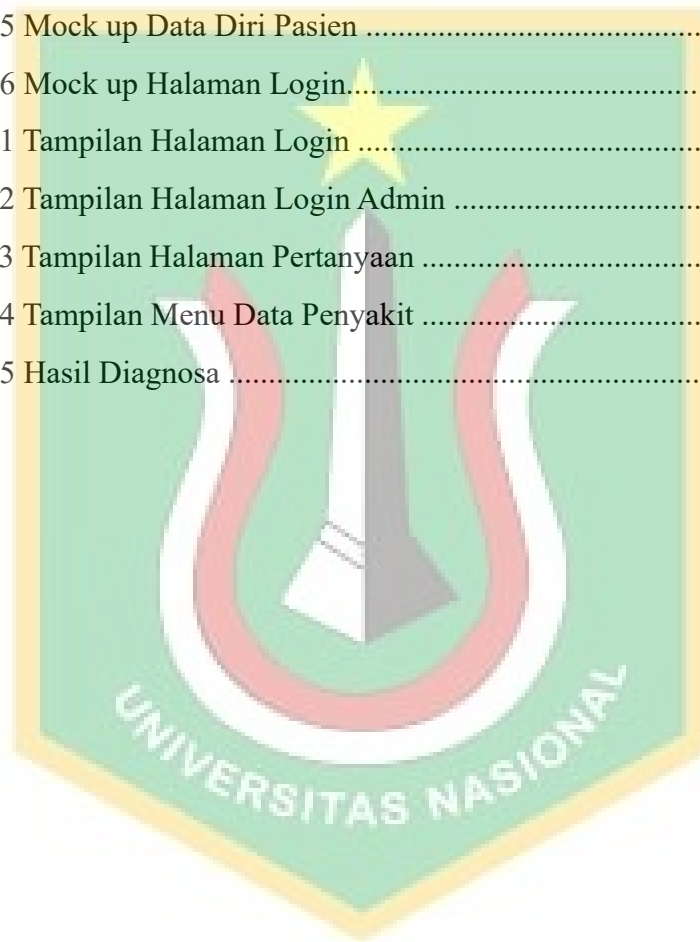 5 Mock up Data Diri Pasien ..........................................
6 Mock up Halaman Login............................................
1 Tampilan Halaman Login ...........................................
2 Tampilan Halaman Login Admin ...............................
3 Tampilan Halaman Pertanyaan ...................................
4 Tampilan Menu Data Penyakit ...................................
5 Hasil Diagnosa ...........................................................
UNIVERSITAS NASIONAL